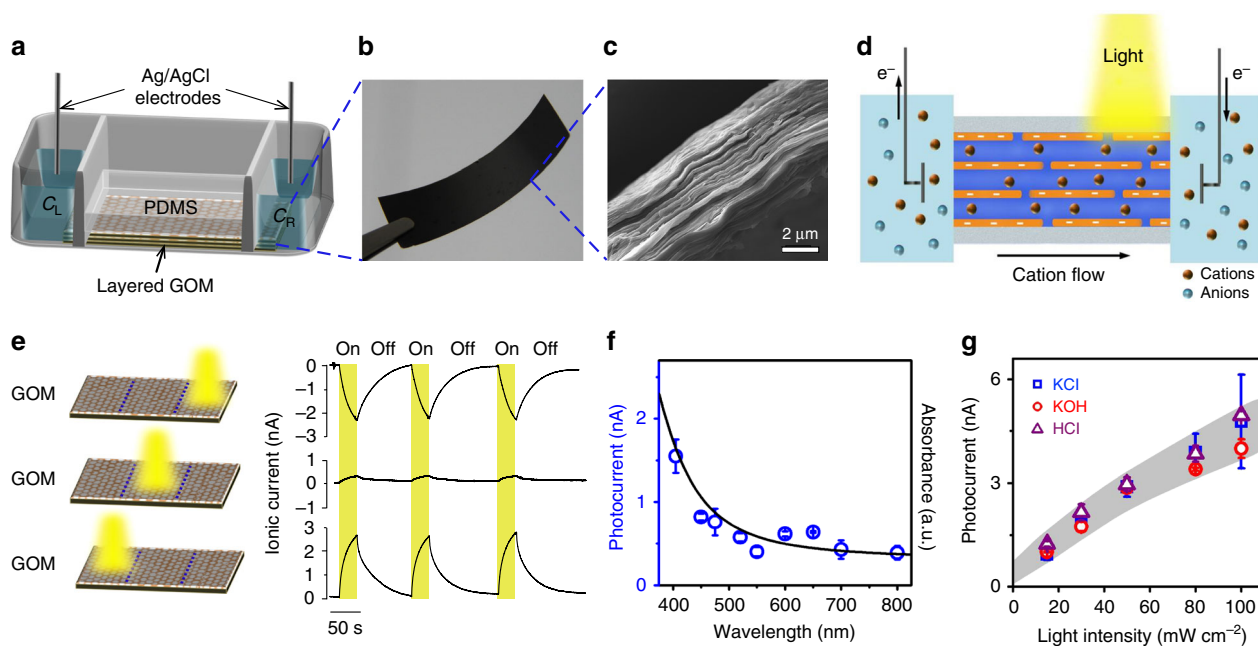 a
Ag/AgCl
electrodes
C_L
PDMS
C_R
Layered GOM
b
c
2 μm
d
Light
e⁻
e⁻
Cation flow
Cations
Anions
e
GOM
GOM
GOM
On Off On Off On Off
Ionic current (nA)
0
–1
–2
–3
1
0
–1
3
2
1
0
50 s
f
Photocurrent (nA)
2
1
0
400 500 600 700 800
Wavelength (nm)
Absorbance (a.u.)
g
Photocurrent (nA)
6
3
0
KCl
KOH
HCl
0 20 40 60 80 100
Light intensity (mW cm⁻²)